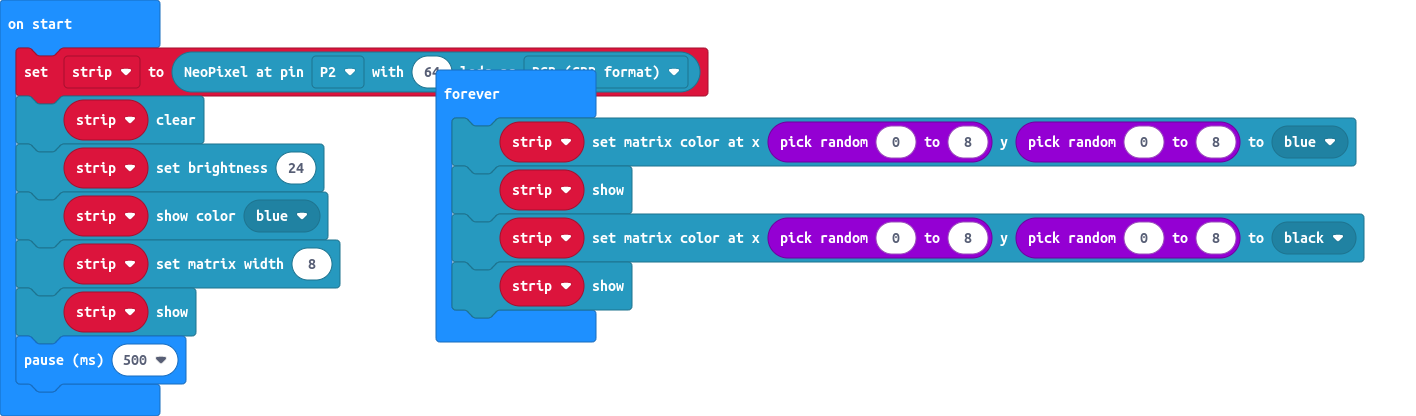 on start
set strip to NeoPixel at pin P2 with 64 format)
strip clear
strip set brightness 24
strip show color blue
strip set matrix width 8
strip show
pause (ms) 500
forever
strip set matrix color at x pick random 0 to 8 y pick random 0 to 8 to blue
strip show
strip set matrix color at x pick random 0 to 8 y pick random 0 to 8 to black
strip show